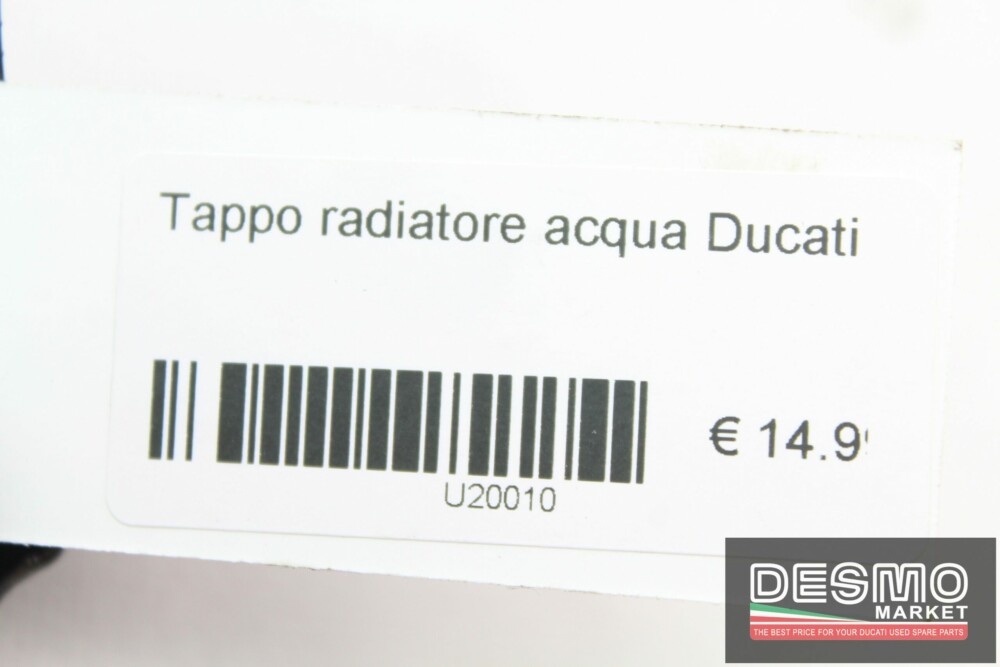 Tappo radiatore acqua Ducati
€ 14.9
U20010
DESMO
MARKET
THE BEST PRICE FOR YOUR DUCATI USED SPARE PARTS